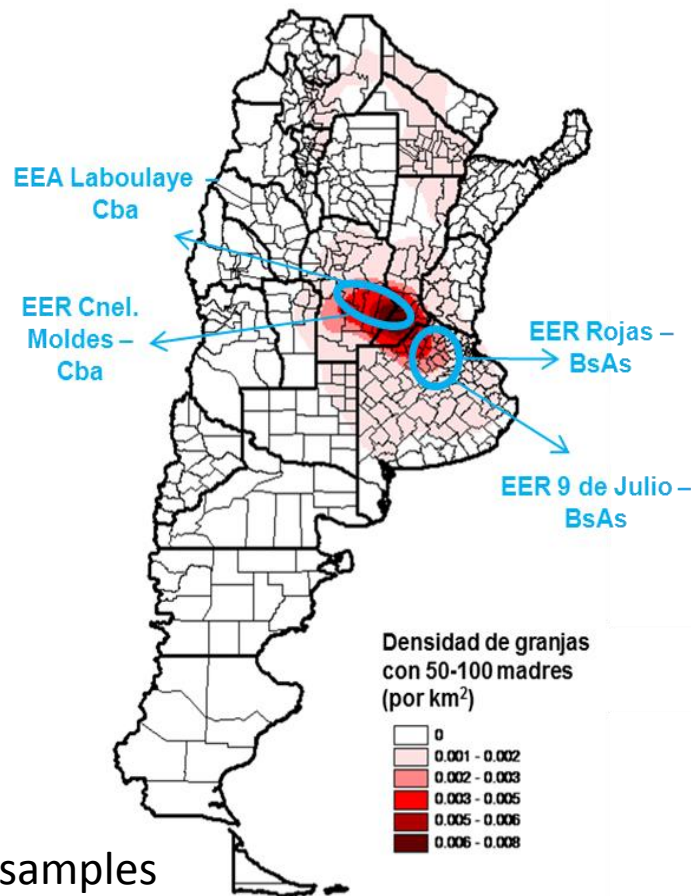 EEA Laboulaye –
Cba
EER Cnel.
Moldes –
Cba
EER Rojas –
BsAs
EER 9 de Julio –
BsAs
Densidad de granjas
con 50-100 madres
(por km²)
0
0.001 - 0.002
0.002 - 0.003
0.003 - 0.005
0.005 - 0.006
0.006 - 0.008
samples